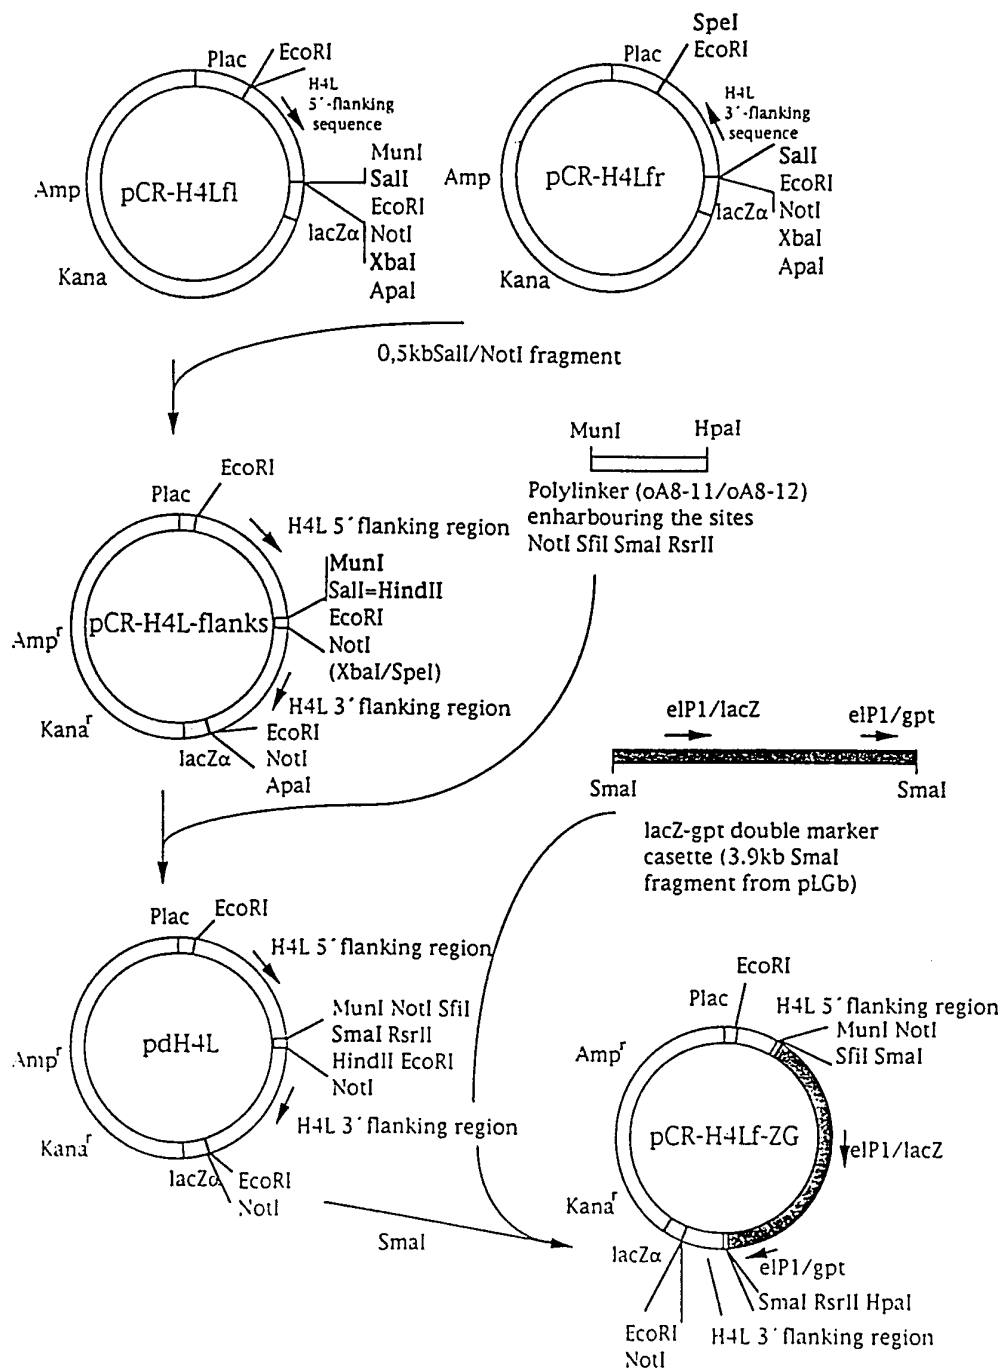 Plac
EcoRI
H4L
5´-flanking
sequence
MunI
SalI
EcoRI
NotI
XbaI
ApaI
lacZα
Amp
Kana
pCR-H4Lfl
SpeI
EcoRI
Plac
H4L
3´-flanking
sequence
SalI
EcoRI
NotI
XbaI
ApaI
lacZα
Amp
Kana
pCR-H4Lfr
0,5kbSalI/NotI fragment
MunI
HpaI
Polylinker (oA8-11/oA8-12)
enharbouring the sites
NotI SfiI SmaI RsrII
EcoRI
Plac
H4L 5´flanking region
MunI
SalI=HindII
EcoRI
NotI
(XbaI/SpeI)
H4L 3´flanking region
EcoRI
NotI
ApaI
lacZα
Ampr
Kanar
pCR-H4L-flanks
elP1/lacZ
elP1/gpt
SmaI
SmaI
lacZ-gpt double marker
casette (3.9kb SmaI
fragment from pLGb)
Plac
EcoRI
H4L 5´flanking region
MunI NotI SfiI
SmaI RsrII
HindII EcoRI
NotI
H4L 3´flanking region
EcoRI
NotI
lacZα
Ampr
Kanar
pdH4L
SmaI
EcoRI
Plac
H4L 5´flanking region
MunI NotI
SfiI SmaI
Ampr
pCR-H4Lf-ZG
elP1/lacZ
Kanar
lacZα
elP1/gpt
SmaI RsrII HpaI
H4L 3´flanking region
EcoRI
NotI